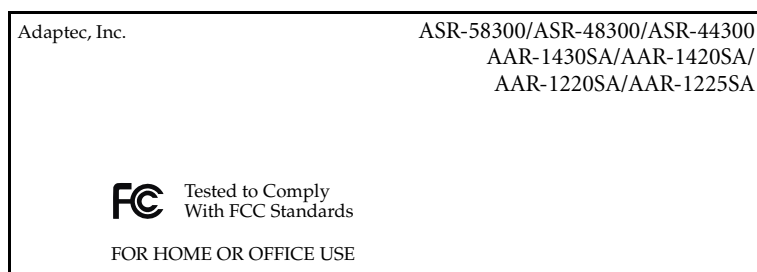 Adaptec, Inc.
ASR-58300/ASR-48300/ASR-44300
AAR-1430SA/AAR-1420SA/
AAR-1220SA/AAR-1225SA
FC Tested to Comply
With FCC Standards
FOR HOME OR OFFICE USE